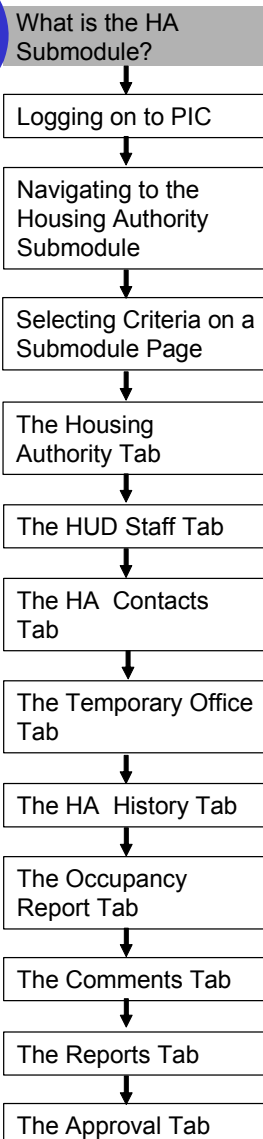 What is the HA
Submodule?
Logging on to PIC
Navigating to the
Housing Authority
Submodule
Selecting Criteria on a
Submodule Page
The Housing
Authority Tab
The HUD Staff Tab
The HA Contacts
Tab
The Temporary Office
Tab
The HA History Tab
The Occupancy
Report Tab
The Comments Tab
The Reports Tab
The Approval Tab